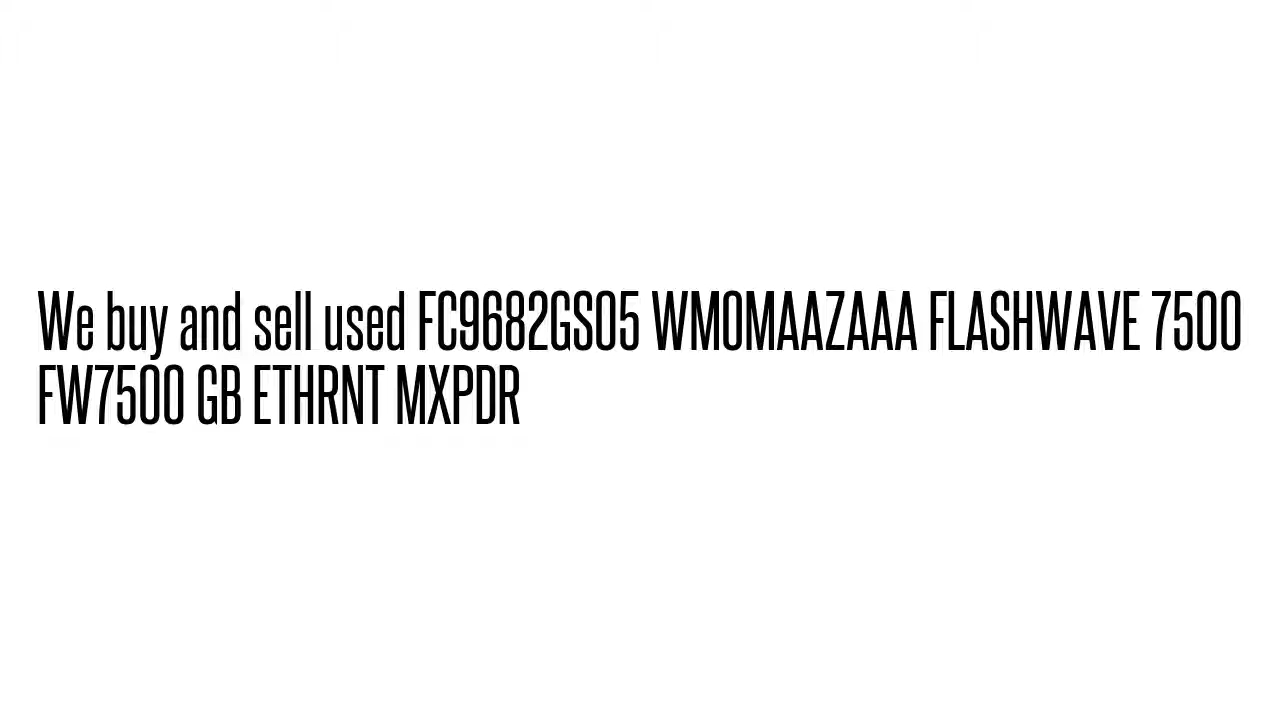 We buy and sell used FC9682GS05 WMOMAAZAAA FLASHWAVE 7500
FW7500 GB ETHRNT MXPDR